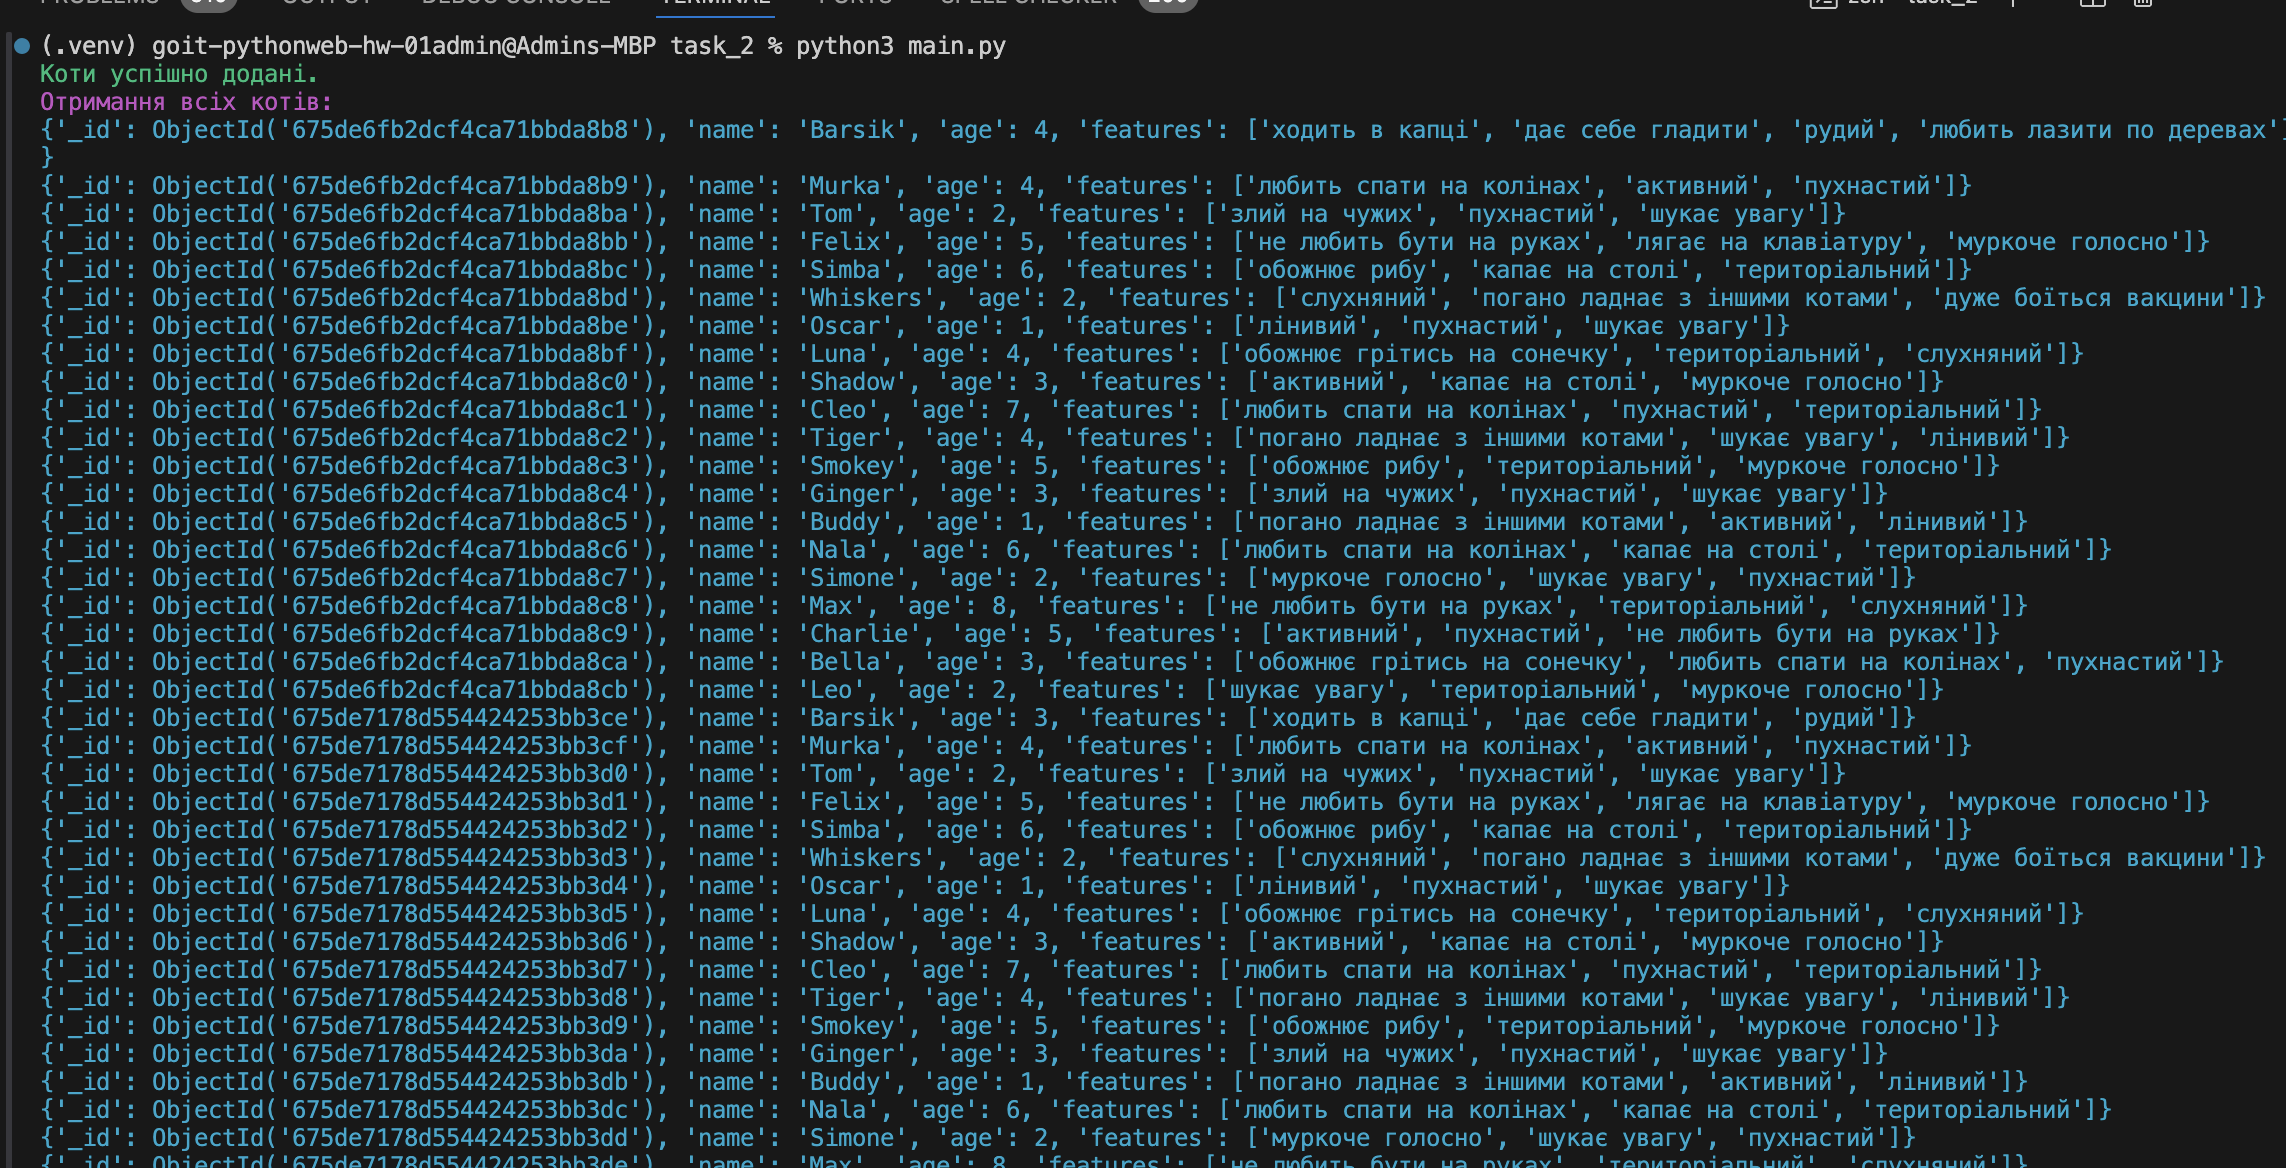 PROBLEMS OUTPUT DEBUG CONSOLE TERMINAL PORTS SPELL CHECKER zsh - task_2
(.venv) goit-pythonweb-hw-01admin@Admins-MBP task_2 % python3 main.py
Коти успішно додані.
Отримання всіх котів:
{'_id': ObjectId('675de6fb2dcf4ca71bbda8b8'), 'name': 'Barsik', 'age': 4, 'features': ['ходить в капці', 'дає себе гладити', 'рудий', 'любить лазити по деревах']
}
{'_id': ObjectId('675de6fb2dcf4ca71bbda8b9'), 'name': 'Murka', 'age': 4, 'features': ['любить спати на колінах', 'активний', 'пухнастий']}
{'_id': ObjectId('675de6fb2dcf4ca71bbda8ba'), 'name': 'Tom', 'age': 2, 'features': ['злий на чужих', 'пухнастий', 'шукає увагу']}
{'_id': ObjectId('675de6fb2dcf4ca71bbda8bb'), 'name': 'Felix', 'age': 5, 'features': ['не любить бути на руках', 'лягає на клавіатуру', 'муркоче голосно']}
{'_id': ObjectId('675de6fb2dcf4ca71bbda8bc'), 'name': 'Simba', 'age': 6, 'features': ['обожнює рибу', 'капає на столі', 'територіальний']}
{'_id': ObjectId('675de6fb2dcf4ca71bbda8bd'), 'name': 'Whiskers', 'age': 2, 'features': ['слухняний', 'погано ладнає з іншими котами', 'дуже боїться вакцини']}
{'_id': ObjectId('675de6fb2dcf4ca71bbda8be'), 'name': 'Oscar', 'age': 1, 'features': ['лінивий', 'пухнастий', 'шукає увагу']}
{'_id': ObjectId('675de6fb2dcf4ca71bbda8bf'), 'name': 'Luna', 'age': 4, 'features': ['обожнює грітись на сонечку', 'територіальний', 'слухняний']}
{'_id': ObjectId('675de6fb2dcf4ca71bbda8c0'), 'name': 'Shadow', 'age': 3, 'features': ['активний', 'капає на столі', 'муркоче голосно']}
{'_id': ObjectId('675de6fb2dcf4ca71bbda8c1'), 'name': 'Cleo', 'age': 7, 'features': ['любить спати на колінах', 'пухнастий', 'територіальний']}
{'_id': ObjectId('675de6fb2dcf4ca71bbda8c2'), 'name': 'Tiger', 'age': 4, 'features': ['погано ладнає з іншими котами', 'шукає увагу', 'лінивий']}
{'_id': ObjectId('675de6fb2dcf4ca71bbda8c3'), 'name': 'Smokey', 'age': 5, 'features': ['обожнює рибу', 'територіальний', 'муркоче голосно']}
{'_id': ObjectId('675de6fb2dcf4ca71bbda8c4'), 'name': 'Ginger', 'age': 3, 'features': ['злий на чужих', 'пухнастий', 'шукає увагу']}
{'_id': ObjectId('675de6fb2dcf4ca71bbda8c5'), 'name': 'Buddy', 'age': 1, 'features': ['погано ладнає з іншими котами', 'активний', 'лінивий']}
{'_id': ObjectId('675de6fb2dcf4ca71bbda8c6'), 'name': 'Nala', 'age': 6, 'features': ['любить спати на колінах', 'капає на столі', 'територіальний']}
{'_id': ObjectId('675de6fb2dcf4ca71bbda8c7'), 'name': 'Simone', 'age': 2, 'features': ['муркоче голосно', 'шукає увагу', 'пухнастий']}
{'_id': ObjectId('675de6fb2dcf4ca71bbda8c8'), 'name': 'Max', 'age': 8, 'features': ['не любить бути на руках', 'територіальний', 'слухняний']}
{'_id': ObjectId('675de6fb2dcf4ca71bbda8c9'), 'name': 'Charlie', 'age': 5, 'features': ['активний', 'пухнастий', 'не любить бути на руках']}
{'_id': ObjectId('675de6fb2dcf4ca71bbda8ca'), 'name': 'Bella', 'age': 3, 'features': ['обожнює грітись на сонечку', 'любить спати на колінах', 'пухнастий']}
{'_id': ObjectId('675de6fb2dcf4ca71bbda8cb'), 'name': 'Leo', 'age': 2, 'features': ['шукає увагу', 'територіальний', 'муркоче голосно']}
{'_id': ObjectId('675de7178d554424253bb3ce'), 'name': 'Barsik', 'age': 3, 'features': ['ходить в капці', 'дає себе гладити', 'рудий']}
{'_id': ObjectId('675de7178d554424253bb3cf'), 'name': 'Murka', 'age': 4, 'features': ['любить спати на колінах', 'активний', 'пухнастий']}
{'_id': ObjectId('675de7178d554424253bb3d0'), 'name': 'Tom', 'age': 2, 'features': ['злий на чужих', 'пухнастий', 'шукає увагу']}
{'_id': ObjectId('675de7178d554424253bb3d1'), 'name': 'Felix', 'age': 5, 'features': ['не любить бути на руках', 'лягає на клавіатуру', 'муркоче голосно']}
{'_id': ObjectId('675de7178d554424253bb3d2'), 'name': 'Simba', 'age': 6, 'features': ['обожнює рибу', 'капає на столі', 'територіальний']}
{'_id': ObjectId('675de7178d554424253bb3d3'), 'name': 'Whiskers', 'age': 2, 'features': ['слухняний', 'погано ладнає з іншими котами', 'дуже боїться вакцини']}
{'_id': ObjectId('675de7178d554424253bb3d4'), 'name': 'Oscar', 'age': 1, 'features': ['лінивий', 'пухнастий', 'шукає увагу']}
{'_id': ObjectId('675de7178d554424253bb3d5'), 'name': 'Luna', 'age': 4, 'features': ['обожнює грітись на сонечку', 'територіальний', 'слухняний']}
{'_id': ObjectId('675de7178d554424253bb3d6'), 'name': 'Shadow', 'age': 3, 'features': ['активний', 'капає на столі', 'муркоче голосно']}
{'_id': ObjectId('675de7178d554424253bb3d7'), 'name': 'Cleo', 'age': 7, 'features': ['любить спати на колінах', 'пухнастий', 'територіальний']}
{'_id': ObjectId('675de7178d554424253bb3d8'), 'name': 'Tiger', 'age': 4, 'features': ['погано ладнає з іншими котами', 'шукає увагу', 'лінивий']}
{'_id': ObjectId('675de7178d554424253bb3d9'), 'name': 'Smokey', 'age': 5, 'features': ['обожнює рибу', 'територіальний', 'муркоче голосно']}
{'_id': ObjectId('675de7178d554424253bb3da'), 'name': 'Ginger', 'age': 3, 'features': ['злий на чужих', 'пухнастий', 'шукає увагу']}
{'_id': ObjectId('675de7178d554424253bb3db'), 'name': 'Buddy', 'age': 1, 'features': ['погано ладнає з іншими котами', 'активний', 'лінивий']}
{'_id': ObjectId('675de7178d554424253bb3dc'), 'name': 'Nala', 'age': 6, 'features': ['любить спати на колінах', 'капає на столі', 'територіальний']}
{'_id': ObjectId('675de7178d554424253bb3dd'), 'name': 'Simone', 'age': 2, 'features': ['муркоче голосно', 'шукає увагу', 'пухнастий']}
{'_id': ObjectId('675de7178d554424253bb3de'), 'name': 'Max', 'age': 8, 'features': ['не любить бути на руках', 'територіальний', 'слухняний']}